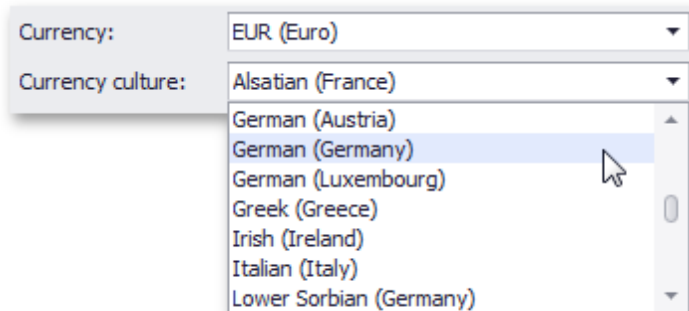 Currency: EUR (Euro)
Currency culture: Alsatian (France)
German (Austria)
German (Germany)
German (Luxembourg)
Greek (Greece)
Irish (Ireland)
Italian (Italy)
Lower Sorbian (Germany)